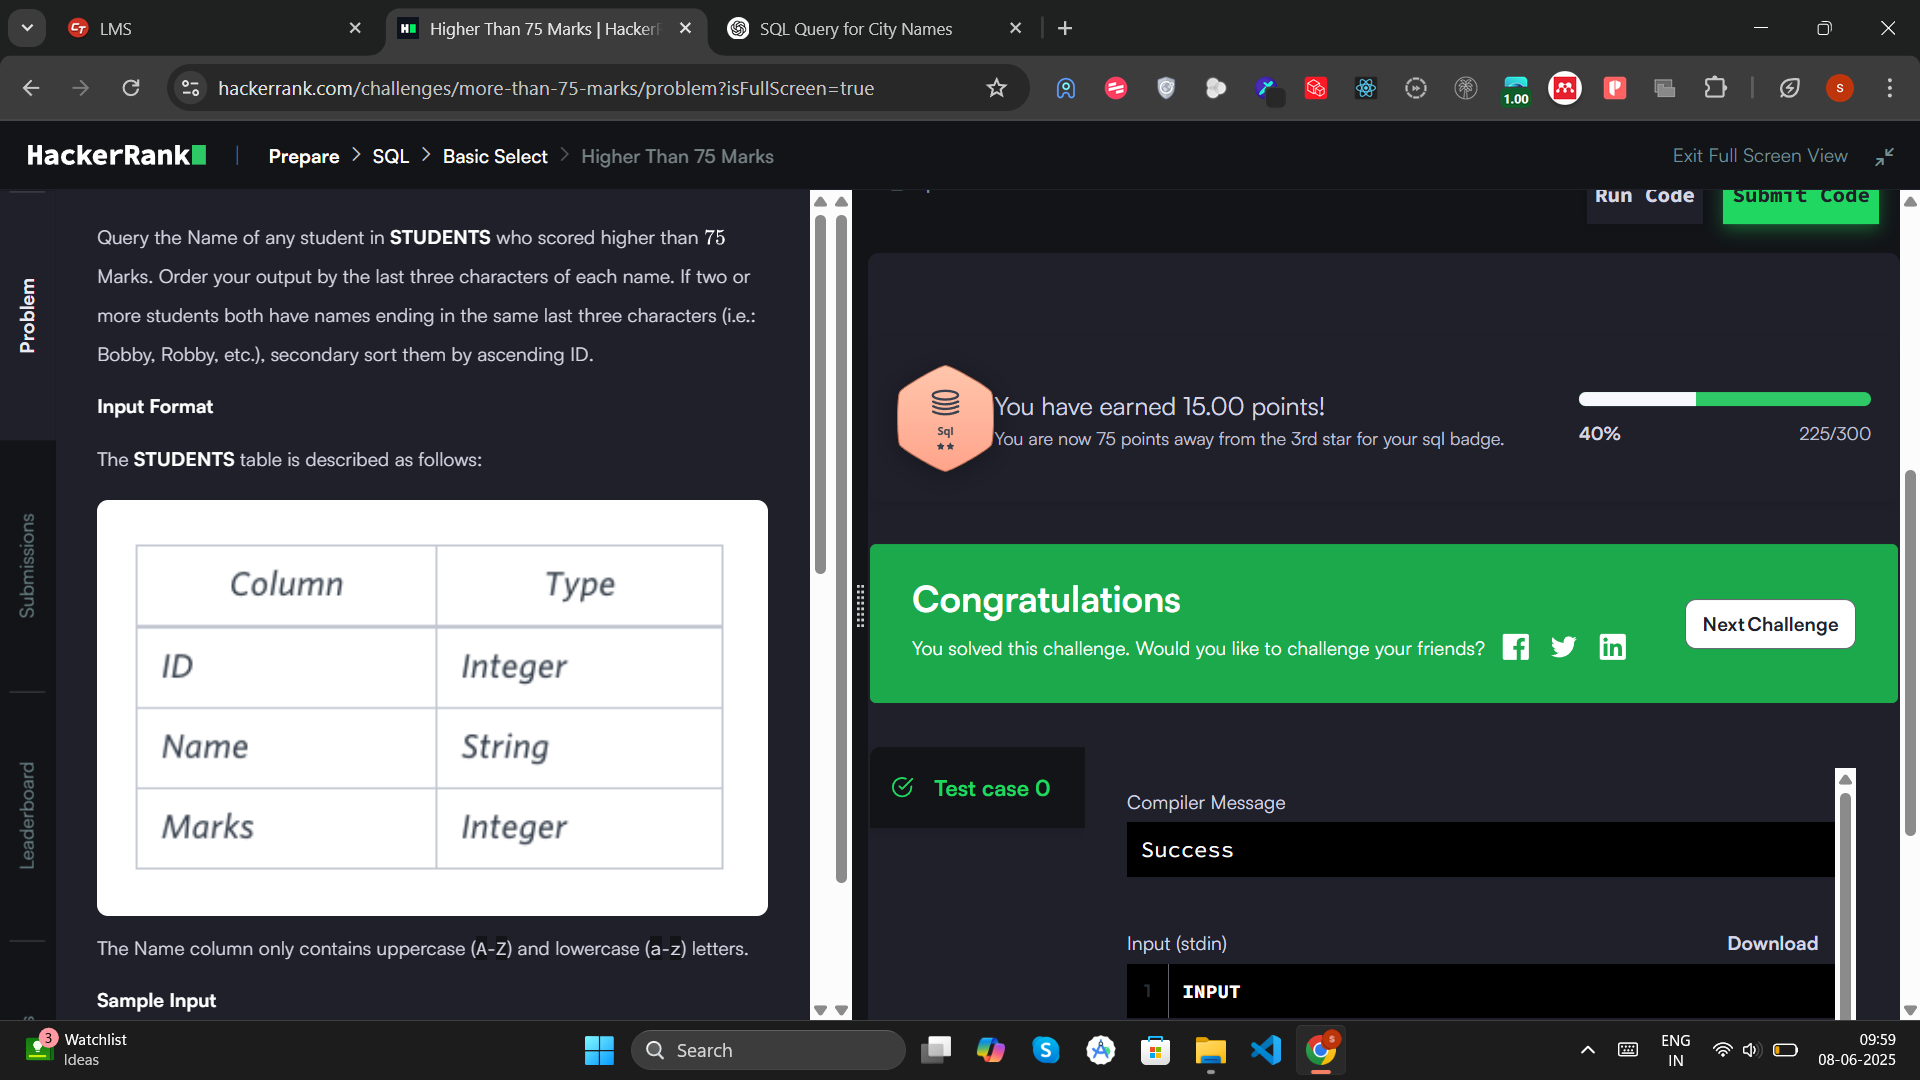 LMS
Higher Than 75 Marks | HackerR
SQL Query for City Names
hackerrank.com/challenges/more-than-75-marks/problem?isFullScreen=true
1.00
S
HackerRank
Prepare > SQL > Basic Select > Higher Than 75 Marks
Exit Full Screen View
Problem
Submissions
Leaderboard
Query the Name of any student in STUDENTS who scored higher than 75
Marks. Order your output by the last three characters of each name. If two or
more students both have names ending in the same last three characters (i.e.:
Bobby, Robby, etc.), secondary sort them by ascending ID.
Input Format
The STUDENTS table is described as follows:
Column Type
ID Integer
Name String
Marks Integer
The Name column only contains uppercase (A-Z) and lowercase (a-z) letters.
Sample Input
Run Code
Submit Code
Sql
You have earned 15.00 points!
You are now 75 points away from the 3rd star for your sql badge.
40%
225/300
Congratulations
You solved this challenge. Would you like to challenge your friends?
Next Challenge
Test case 0
Compiler Message
Success
Input (stdin)
Download
1 INPUT
3
Watchlist
Ideas
Search
ENG
IN
09:59
08-06-2025